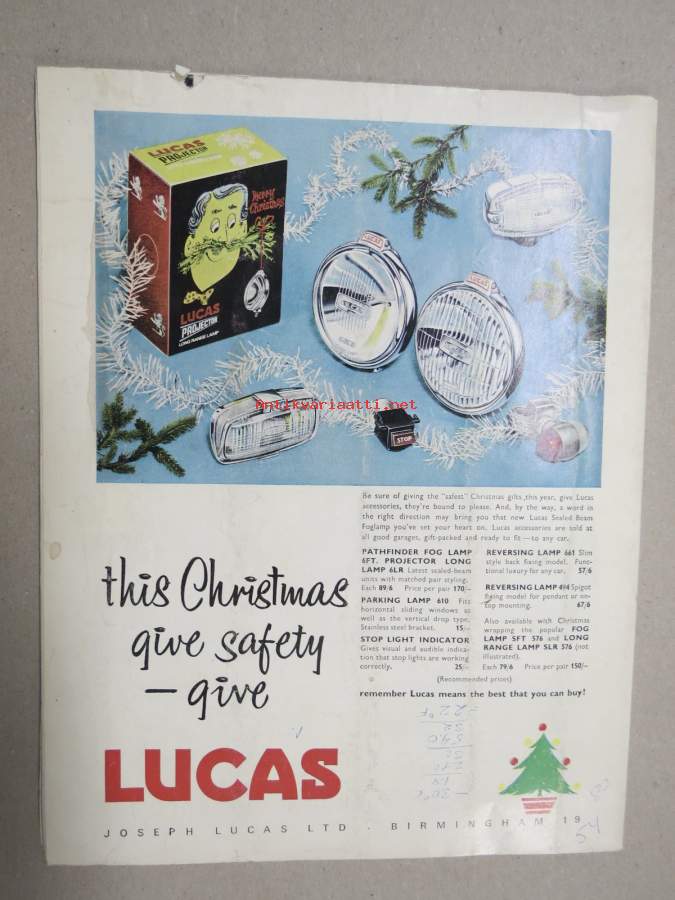 LUCAS
PROJECTOR
Merry
Christmas
LUCAS
PROJECTOR
LONG RANGE LAMP
LUCAS
LUCAS
STOP
Antikvariaatti.net
Be sure of giving the "safest" Christmas gifts, this year, give Lucas
accessories, they're bound to please. And, by the way, a word in
the right direction may bring you that new Lucas Sealed Beam
Foglamp you've set your heart on. Lucas accessories are sold at
all good garages, gift-packed and ready to fit — to any car.
PATHFINDER FOG LAMP
6FT. PROJECTOR LONG
LAMP 6LR Latest sealed-beam
units with matched pair styling.
Each 89/6 Price per pair 170/-
PARKING LAMP 610 Fits
horizontal sliding windows as
well as the vertical drop type.
Stainless steel bracket. 15/-
STOP LIGHT INDICATOR
Gives visual and audible indica-
tion that stop lights are working
correctly. 25/-
REVERSING LAMP 661 Slim
style back fixing model. Func-
tional luxury for any car. 57/6
REVERSING LAMP 494 Spigot
fixing model for pendant or on-
top mounting. 67/6
Also available with Christmas
wrapping the popular FOG
LAMP SFT 576 and LONG
RANGE LAMP SLR 576 (not
illustrated).
Each 79/6 Price per pair 150/-
(Recommended prices)
remember Lucas means the best that you can buy!
this Christmas
give safety
— give
LUCAS
JOSEPH LUCAS LTD · BIRMINGHAM 19
54